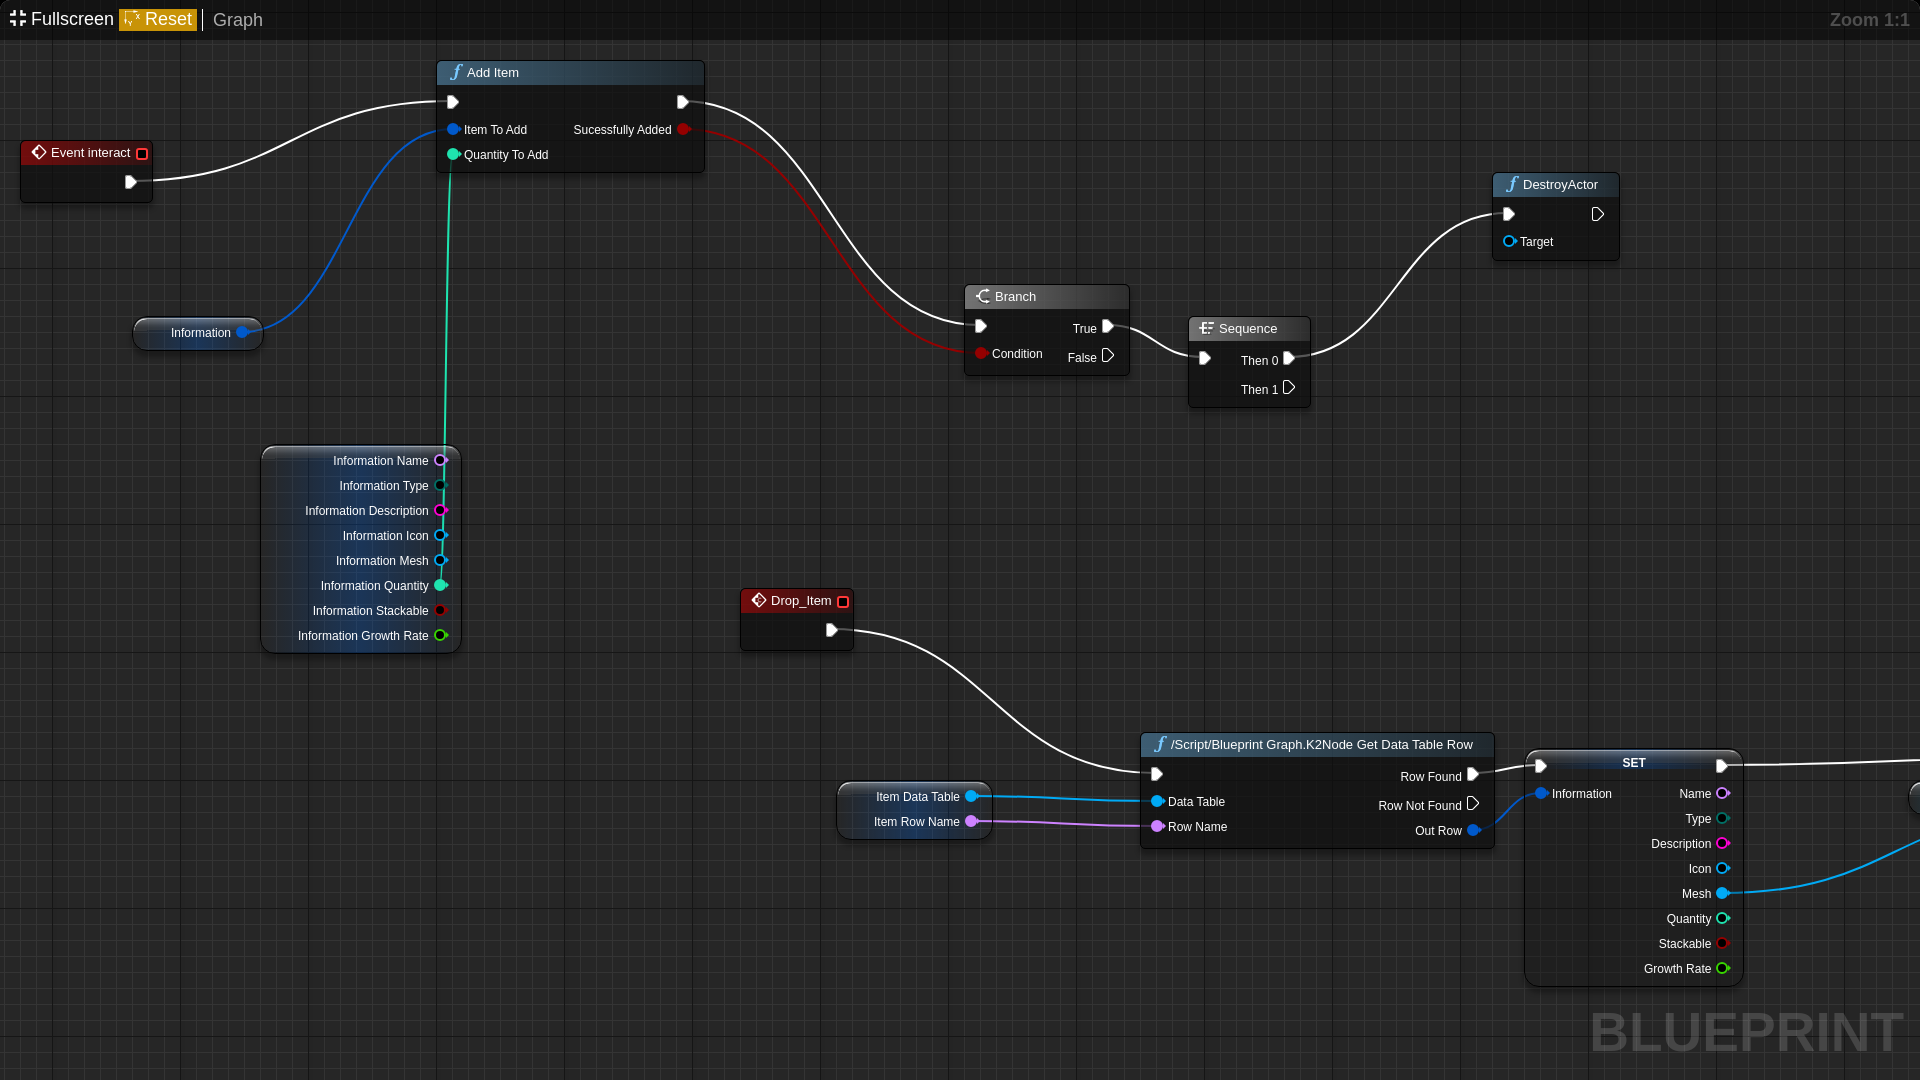 Fullscreen Reset Graph Zoom 1:1
Add Item
Item To Add Sucessfully Added
Quantity To Add
Event interact
Information
Branch
True
Condition False
Sequence
Then 0
Then 1
DestroyActor
Target
Information Name
Information Type
Information Description
Information Icon
Information Mesh
Information Quantity
Information Stackable
Information Growth Rate
Drop_Item
Item Data Table
Item Row Name
/Script/Blueprint Graph.K2Node Get Data Table Row
Row Found
Data Table Row Not Found
Row Name Out Row
SET
Information Name
Type
Description
Icon
Mesh
Quantity
Stackable
Growth Rate
BLUEPRINT